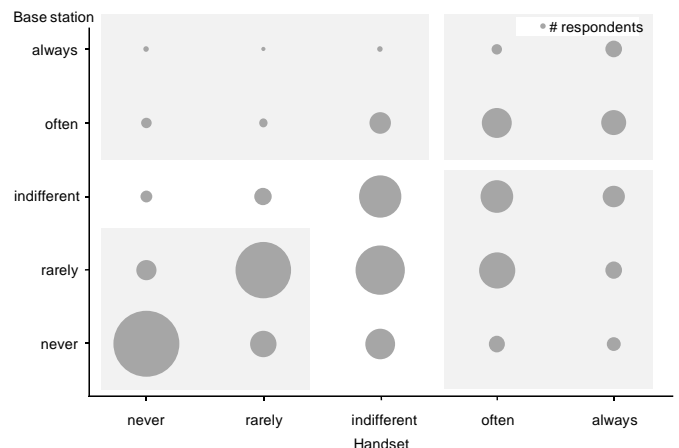 Base station
# respondents
always
often
indifferent
rarely
never
never rarely indifferent often always
Handset